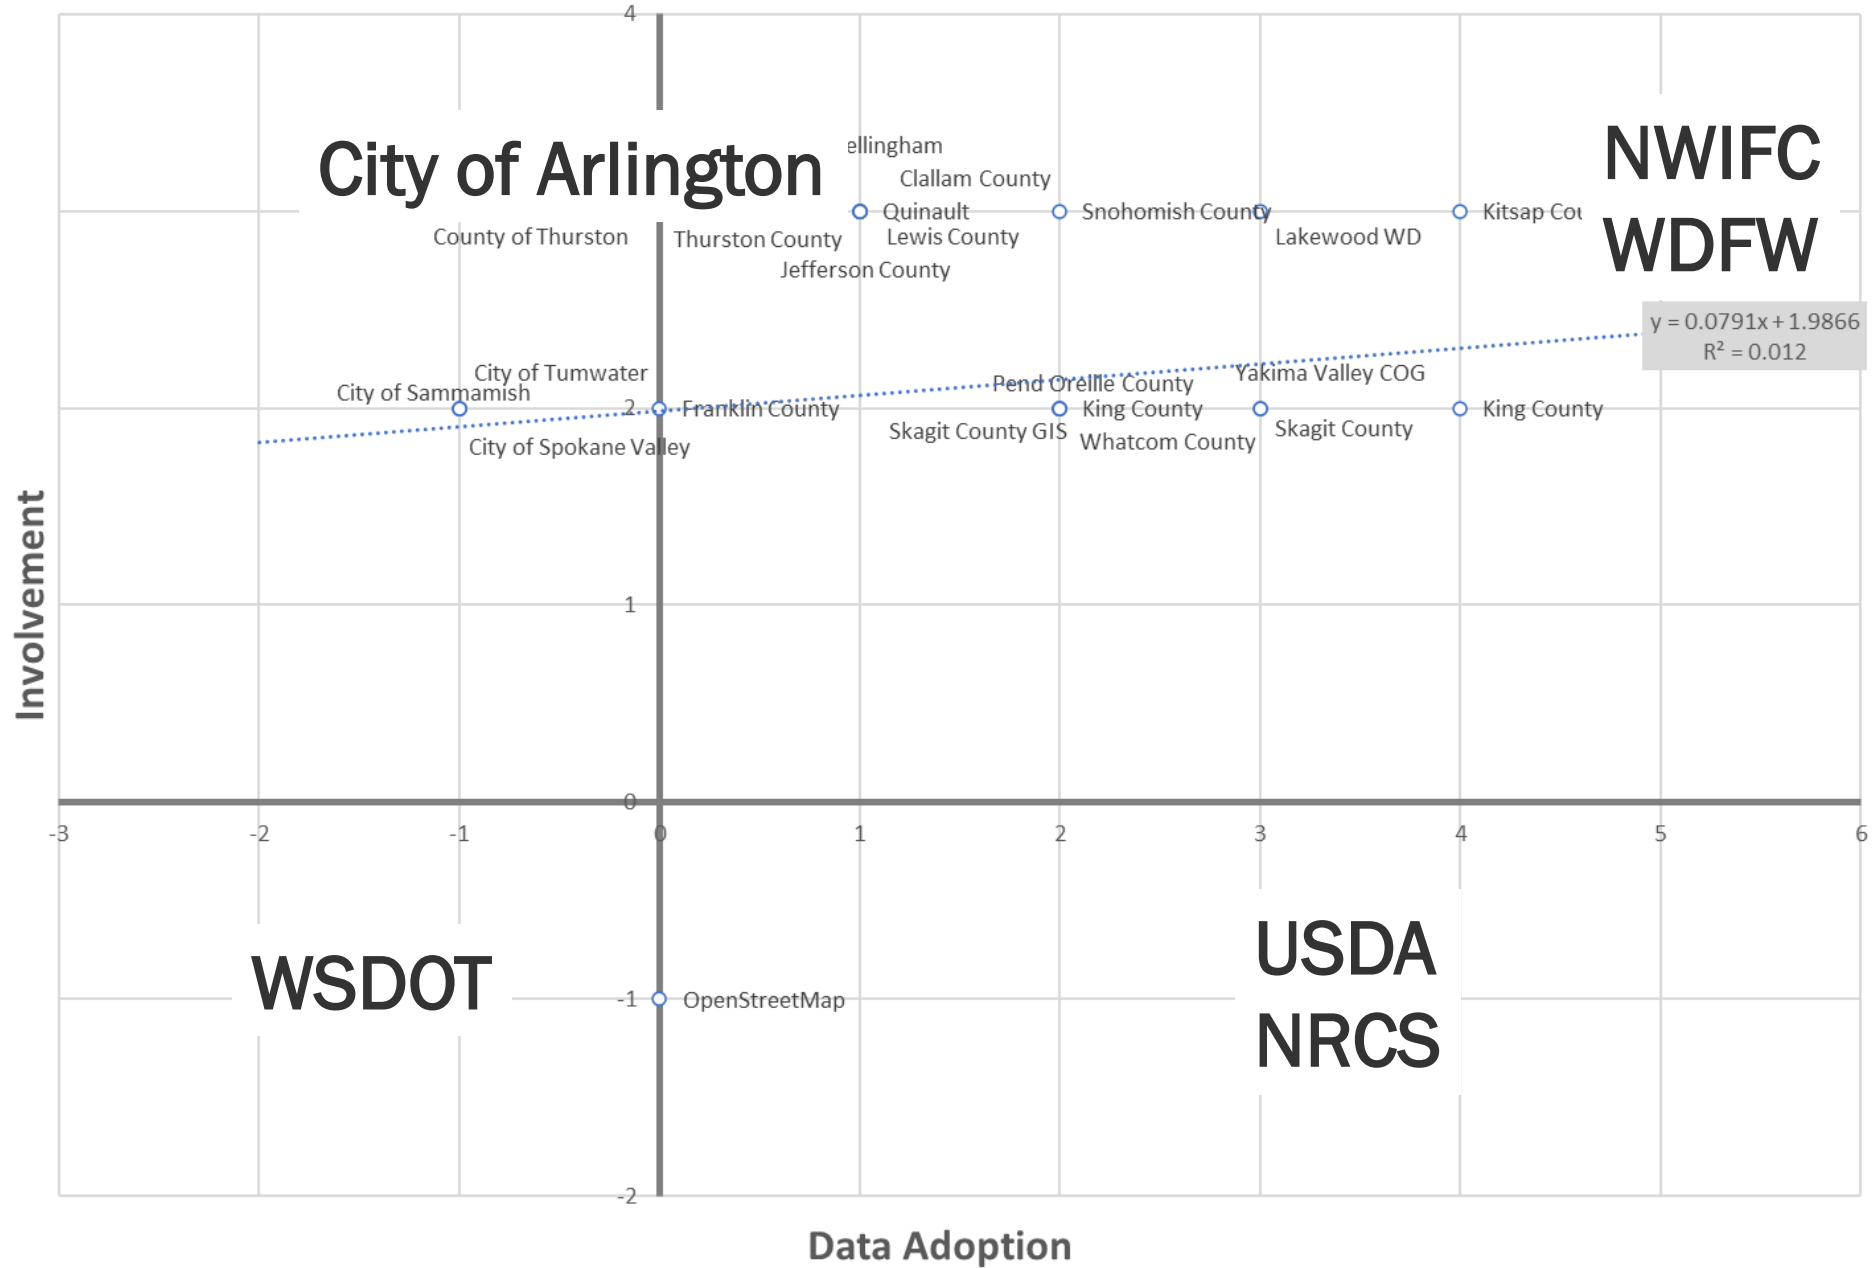 4
City of Arlington
ellingham
Clallam County
NWIFC
WDFW
Quinault
Snohomish County
Kitsap Cou
County of Thurston
Thurston County
Lewis County
Lakewood WD
Jefferson County
y = 0.0791x + 1.9866
R² = 0.012
City of Tumwater
City of Sammamish
Pend Oreille County
Yakima Valley COG
2
Franklin County
King County
King County
City of Spokane Valley
Skagit County GIS
Whatcom County
Skagit County
Involvement
1
0
-3 -2 -1 0 1 2 3 4 5 6
WSDOT
USDA
NRCS
-1
OpenStreetMap
-2
Data Adoption